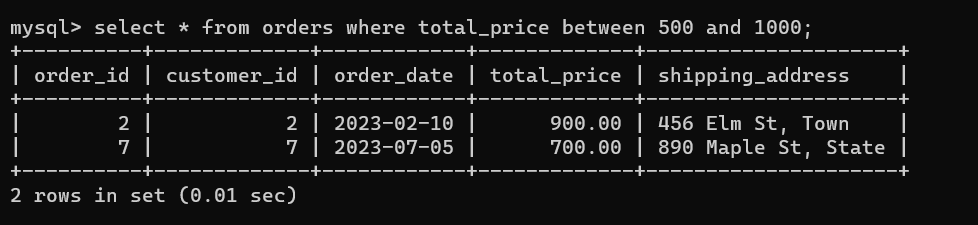 mysql> select * from orders where total_price between 500 and 1000;
+----------+-------------+------------+-------------+---------------------+
| order_id | customer_id | order_date | total_price | shipping_address    |
+----------+-------------+------------+-------------+---------------------+
|        2 |           2 | 2023-02-10 |      900.00 | 456 Elm St, Town    |
|        7 |           7 | 2023-07-05 |      700.00 | 890 Maple St, State |
+----------+-------------+------------+-------------+---------------------+
2 rows in set (0.01 sec)